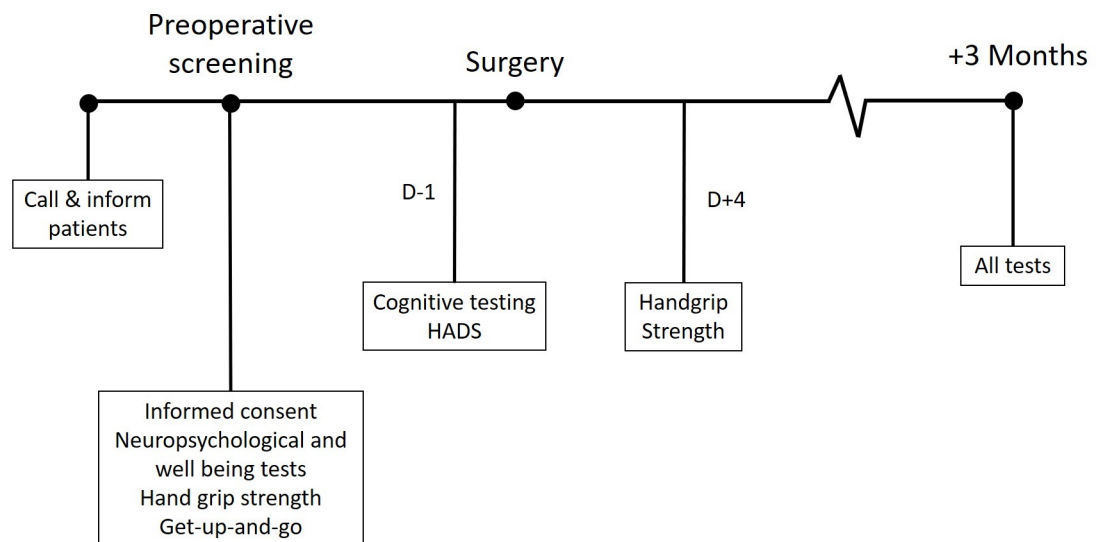 Preoperative
screening
Surgery
+3 Months
Call & inform
patients
D-1
D+4
Cognitive testing
HADS
Handgrip
Strength
All tests
Informed consent
Neuropsychological and
well being tests
Hand grip strength
Get-up-and-go